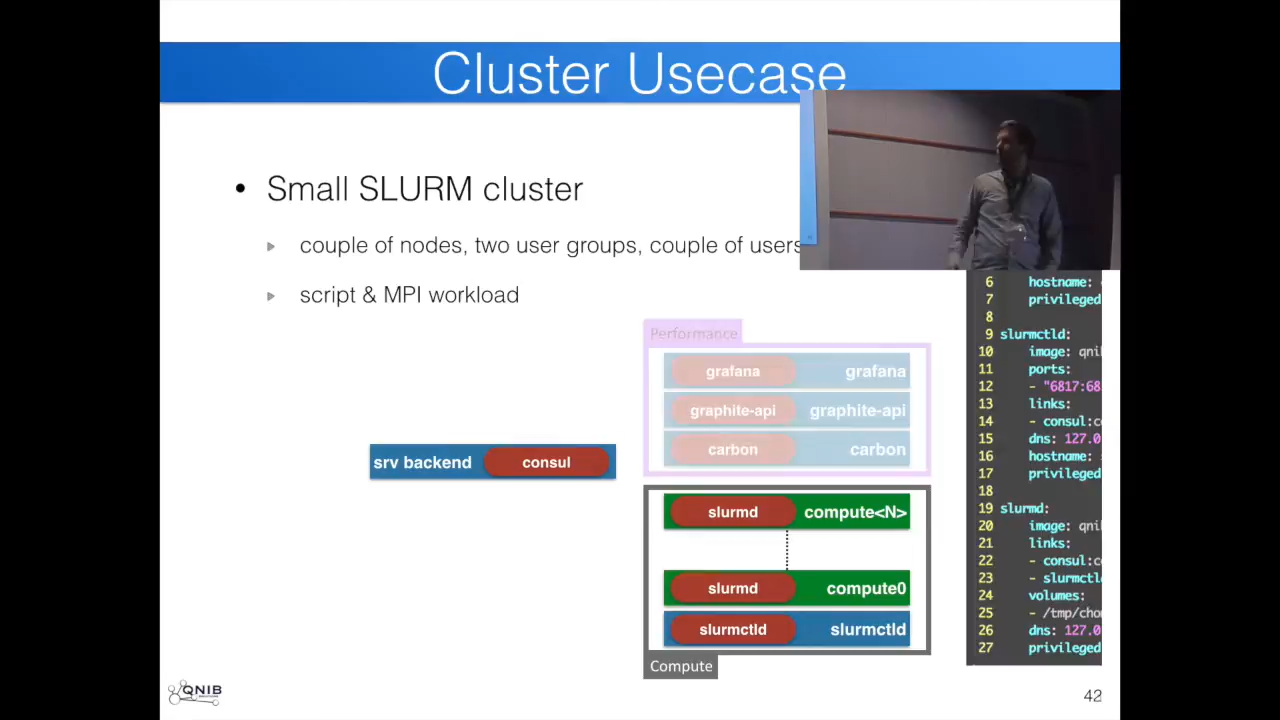 Cluster Usecase
• Small SLURM cluster
couple of nodes, two user groups, couple of users
script & MPI workload
Performance
grafana grafana
graphite-api graphite-api
carbon carbon
srv backend consul
slurmd compute<N>
slurmd compute0
slurmctld slurmctld
Compute
6 hostname:
7 privileged
8
9 slurmctld:
10 image: qni
11 ports:
12 - "6817:68
13 links:
14 - consul:c
15 dns: 127.0
16 hostname:
17 privileged
18
19 slurmd:
20 image: qni
21 links:
22 - consul:c
23 - slurmctl
24 volumes:
25 - /tmp/cho
26 dns: 127.0
27 privileged
QNIB
42